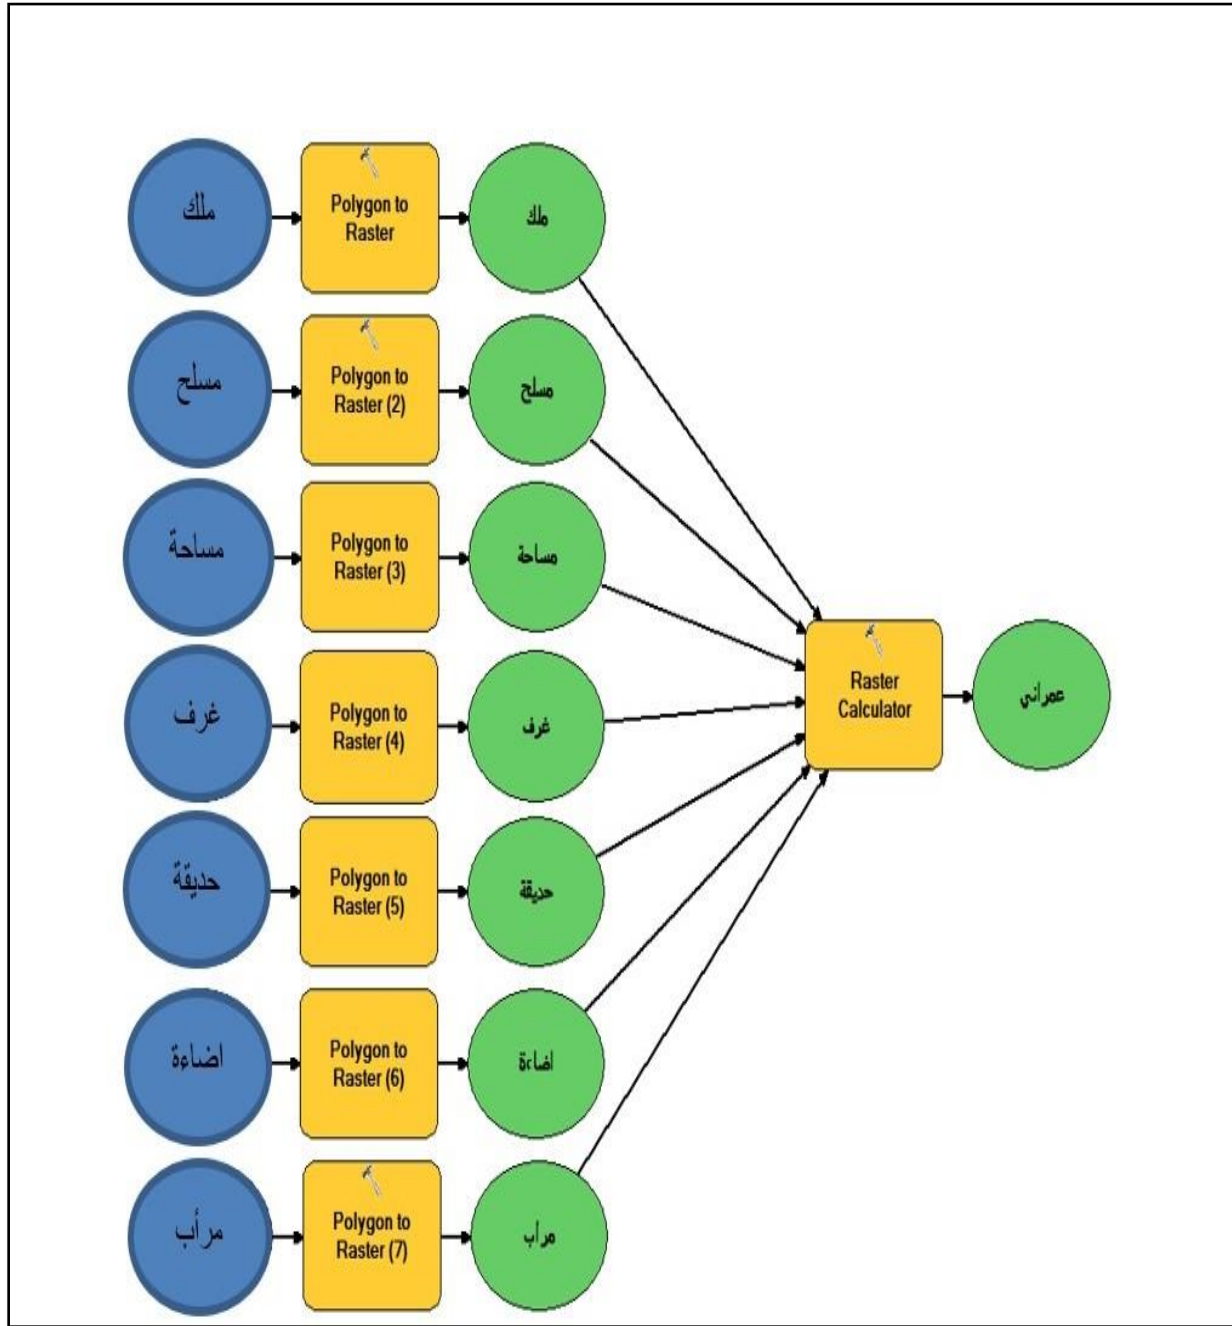 ملك
Polygon to
Raster
ملك
مسلح
Polygon to
Raster (2)
مسلح
مساحة
Polygon to
Raster (3)
مساحة
غرف
Polygon to
Raster (4)
غرف
Raster
Calculator
عمراني
حديقة
Polygon to
Raster (5)
حديقة
اضاءة
Polygon to
Raster (6)
اضاءة
مرأب
Polygon to
Raster (7)
مرأب